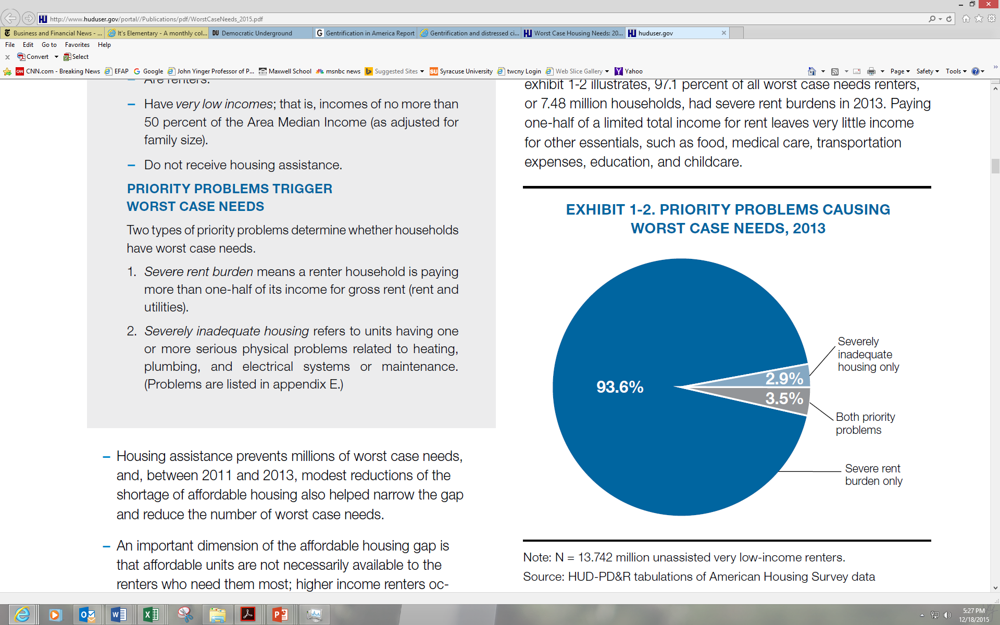 http://www.huduser.gov/portal//Publications/pdf/WorstCaseNeeds_2015.pdf
Business and Financial News - ...
It's Elementary - A monthly col...
DU Democratic Underground
G Gentrification in America Report
Gentrification and distressed ci...
Worst Case Housing Needs: 20...
huduser.gov
File Edit Go to Favorites Help
x Convert Select
CNN.com - Breaking News EFAP Google John Yinger Professor of P... Maxwell School msnbc news Suggested Sites Syracuse University twcny Login Web Slice Gallery Yahoo
Page Safety Tools
– Are renters.
– Have very low incomes; that is, incomes of no more than
50 percent of the Area Median Income (as adjusted for
family size).
– Do not receive housing assistance.
PRIORITY PROBLEMS TRIGGER
WORST CASE NEEDS
Two types of priority problems determine whether households
have worst case needs.
1. Severe rent burden means a renter household is paying
more than one-half of its income for gross rent (rent and
utilities).
2. Severely inadequate housing refers to units having one
or more serious physical problems related to heating,
plumbing, and electrical systems or maintenance.
(Problems are listed in appendix E.)
– Housing assistance prevents millions of worst case needs,
and, between 2011 and 2013, modest reductions of the
shortage of affordable housing also helped narrow the gap
and reduce the number of worst case needs.
– An important dimension of the affordable housing gap is
that affordable units are not necessarily available to the
renters who need them most; higher income renters oc-
exhibit 1-2 illustrates, 97.1 percent of all worst case needs renters,
or 7.48 million households, had severe rent burdens in 2013. Paying
one-half of a limited total income for rent leaves very little income
for other essentials, such as food, medical care, transportation
expenses, education, and childcare.
EXHIBIT 1-2. PRIORITY PROBLEMS CAUSING
WORST CASE NEEDS, 2013
Severely
inadequate
housing only
2.9%
93.6%
3.5%
Both priority
problems
Severe rent
burden only
Note: N = 13.742 million unassisted very low-income renters.
Source: HUD-PD&R tabulations of American Housing Survey data
5:27 PM
12/18/2015